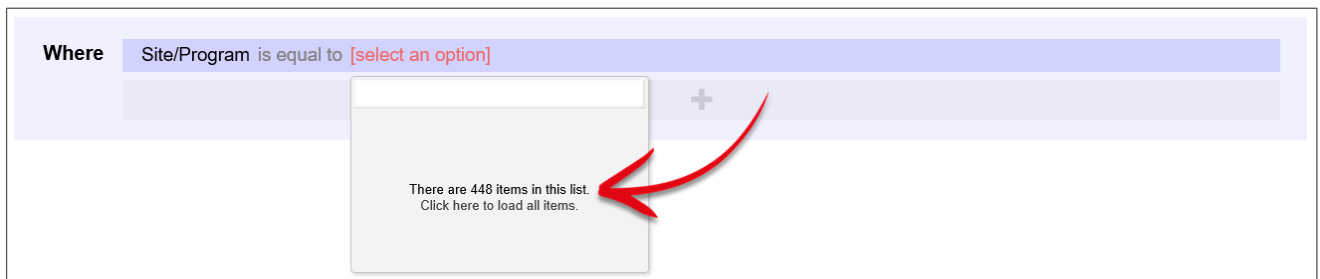 Where Site/Program is equal to [select an option]
There are 448 items in this list.
Click here to load all items.